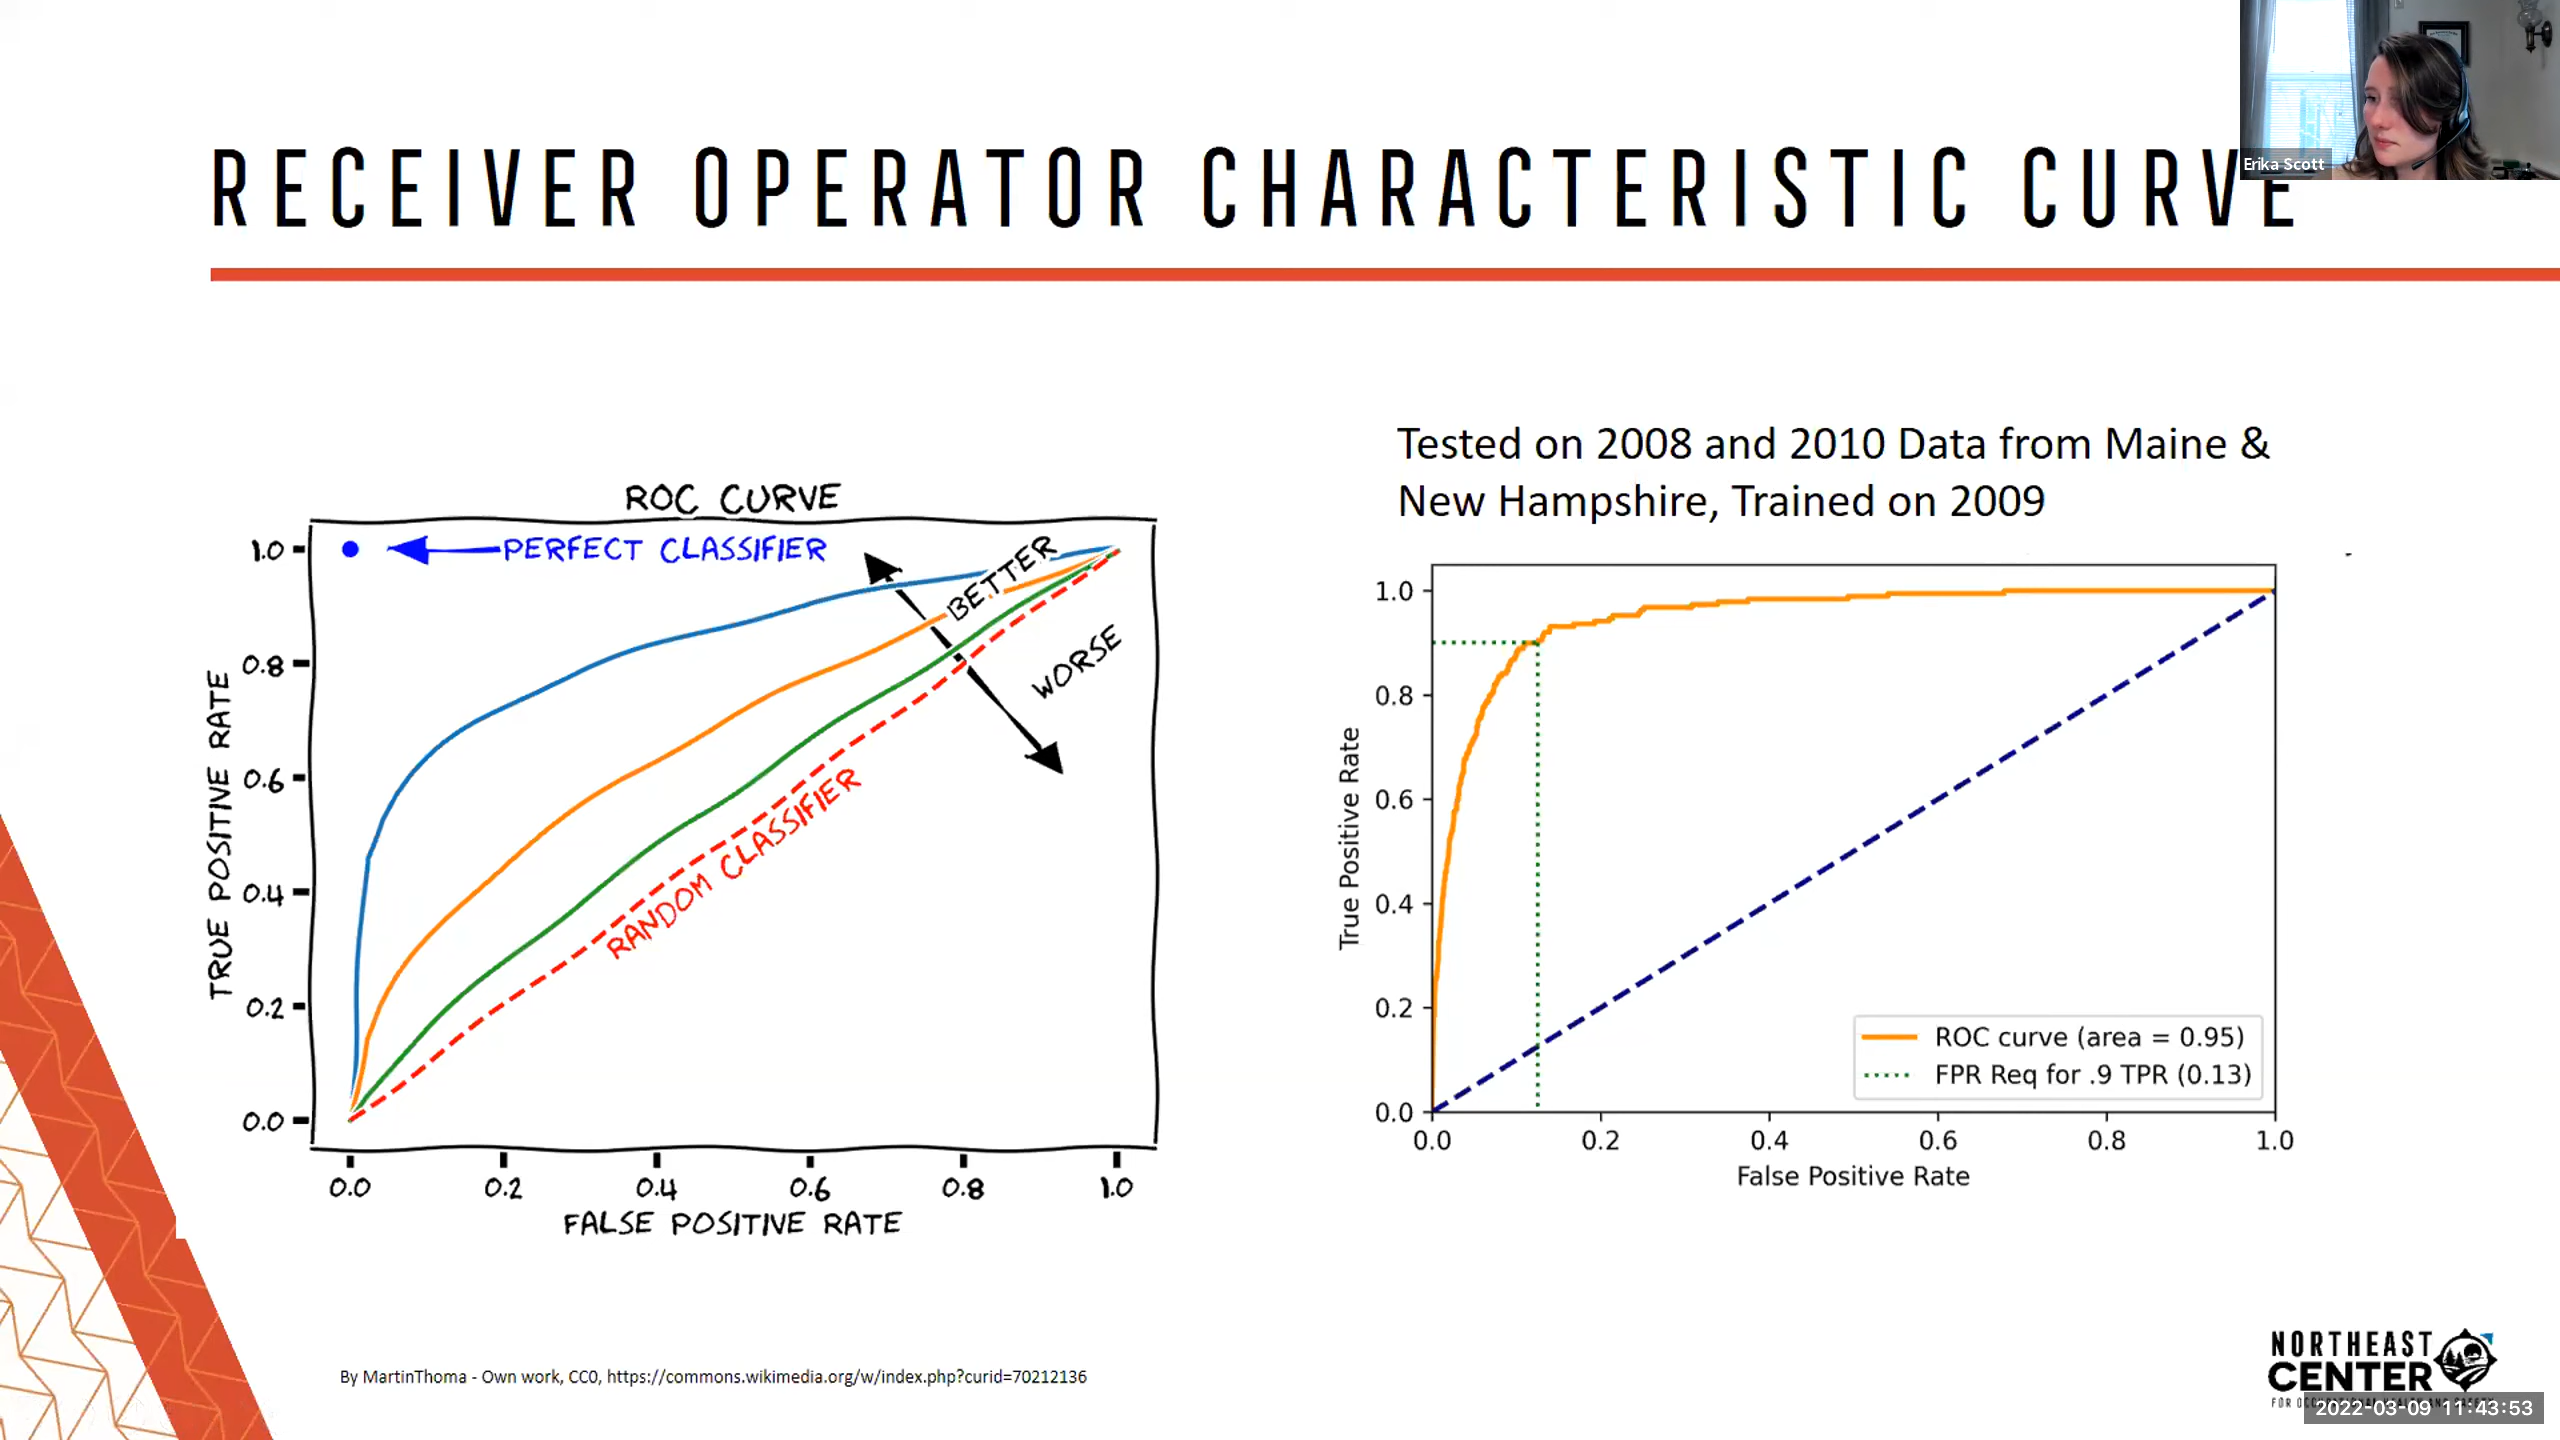 Erika Scott
RECEIVER OPERATOR CHARACTERISTIC CURVE
Tested on 2008 and 2010 Data from Maine &
New Hampshire, Trained on 2009
ROC CURVE
PERFECT CLASSIFIER
BETTER
WORSE
RANDOM CLASSIFIER
TRUE POSITIVE RATE
1.0
0.8
0.6
0.4
0.2
0.0
0.0 0.2 0.4 0.6 0.8 1.0
FALSE POSITIVE RATE
True Positive Rate
1.0
0.8
0.6
0.4
0.2
0.0
ROC curve (area = 0.95)
FPR Req for .9 TPR (0.13)
0.0 0.2 0.4 0.6 0.8 1.0
False Positive Rate
By MartinThoma - Own work, CC0, https://commons.wikimedia.org/w/index.php?curid=70212136
NORTHEAST
CENTER
2022-03-09 11:43:53